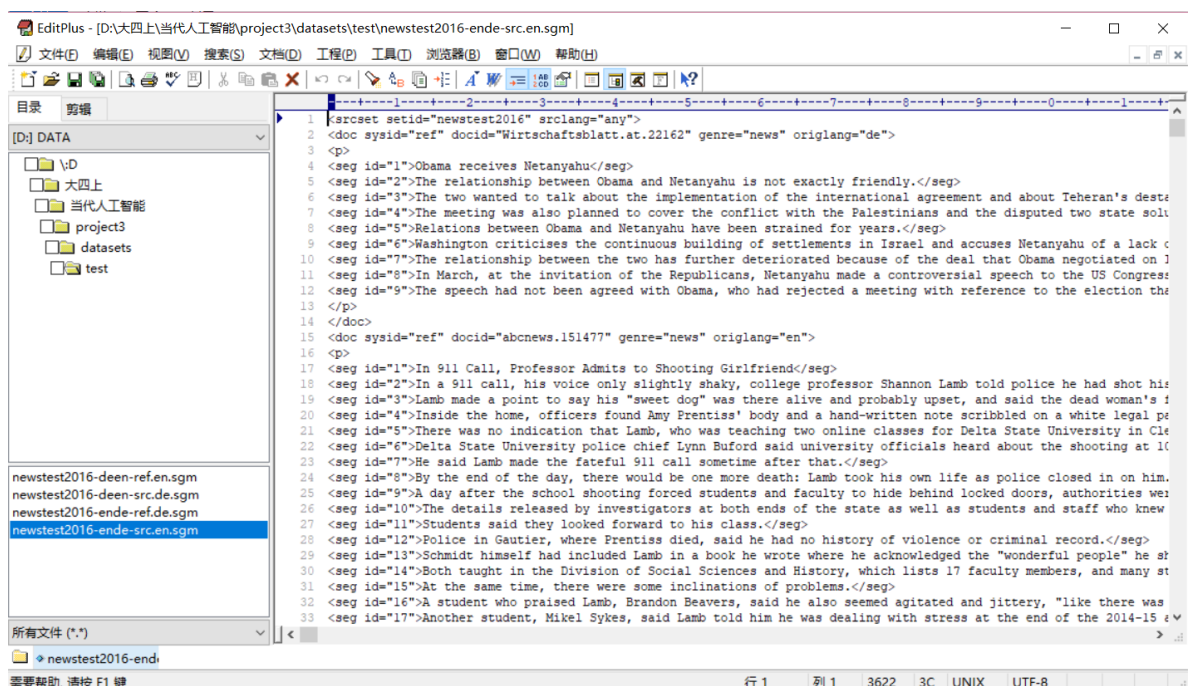 EditPlus - [D:\大四上\当代人工智能\project3\datasets\test\newstest2016-ende-src.en.sgm]
文件(F) 编辑(E) 视图(V) 搜索(S) 文档(D) 工程(P) 工具(T) 浏览器(B) 窗口(W) 帮助(H)
目录 剪辑
[D:] DATA
\:D
大四上
当代人工智能
project3
datasets
test
newstest2016-deen-ref.en.sgm
newstest2016-deen-src.de.sgm
newstest2016-ende-ref.de.sgm
newstest2016-ende-src.en.sgm
所有文件 (*.*)
----+----1----+----2----+----3----+----4----+----5----+----6----+----7----+----8----+----9----+----0----+----1----+-
1 <srcset setid="newstest2016" srclang="any">
2 <doc sysid="ref" docid="Wirtschaftsblatt.at.22162" genre="news" origlang="de">
3 <p>
4 <seg id="1">Obama receives Netanyahu</seg>
5 <seg id="2">The relationship between Obama and Netanyahu is not exactly friendly.</seg>
6 <seg id="3">The two wanted to talk about the implementation of the international agreement and about Teheran's desta
7 <seg id="4">The meeting was also planned to cover the conflict with the Palestinians and the disputed two state solu
8 <seg id="5">Relations between Obama and Netanyahu have been strained for years.</seg>
9 <seg id="6">Washington criticises the continuous building of settlements in Israel and accuses Netanyahu of a lack
10 <seg id="7">The relationship between the two has further deteriorated because of the deal that Obama negotiated on
11 <seg id="8">In March, at the invitation of the Republicans, Netanyahu made a controversial speech to the US Congress
12 <seg id="9">The speech had not been agreed with Obama, who had rejected a meeting with reference to the election tha
13 </p>
14 </doc>
15 <doc sysid="ref" docid="abcnews.151477" genre="news" origlang="en">
16 <p>
17 <seg id="1">In 911 Call, Professor Admits to Shooting Girlfriend</seg>
18 <seg id="2">In a 911 call, his voice only slightly shaky, college professor Shannon Lamb told police he had shot his
19 <seg id="3">Lamb made a point to say his "sweet dog" was there alive and probably upset, and said the dead woman's
20 <seg id="4">Inside the home, officers found Amy Prentiss' body and a hand-written note scribbled on a white legal pa
21 <seg id="5">There was no indication that Lamb, who was teaching two online classes for Delta State University in Cle
22 <seg id="6">Delta State University police chief Lynn Buford said university officials heard about the shooting at 10
23 <seg id="7">He said Lamb made the fateful 911 call sometime after that.</seg>
24 <seg id="8">By the end of the day, there would be one more death: Lamb took his own life as police closed in on him.
25 <seg id="9">A day after the school shooting forced students and faculty to hide behind locked doors, authorities wer
26 <seg id="10">The details released by investigators at both ends of the state as well as students and staff who knew
27 <seg id="11">Students said they looked forward to his class.</seg>
28 <seg id="12">Police in Gautier, where Prentiss died, said he had no history of violence or criminal record.</seg>
29 <seg id="13">Schmidt himself had included Lamb in a book he wrote where he acknowledged the "wonderful people" he sh
30 <seg id="14">Both taught in the Division of Social Sciences and History, which lists 17 faculty members, and many st
31 <seg id="15">At the same time, there were some inclinations of problems.</seg>
32 <seg id="16">A student who praised Lamb, Brandon Beavers, said he also seemed agitated and jittery, "like there was
33 <seg id="17">Another student, Mikel Sykes, said Lamb told him he was dealing with stress at the end of the 2014-15
newstest2016-end
需要帮助, 请按 F1 键 行 1 列 1 3622 3C UNIX UTF-8